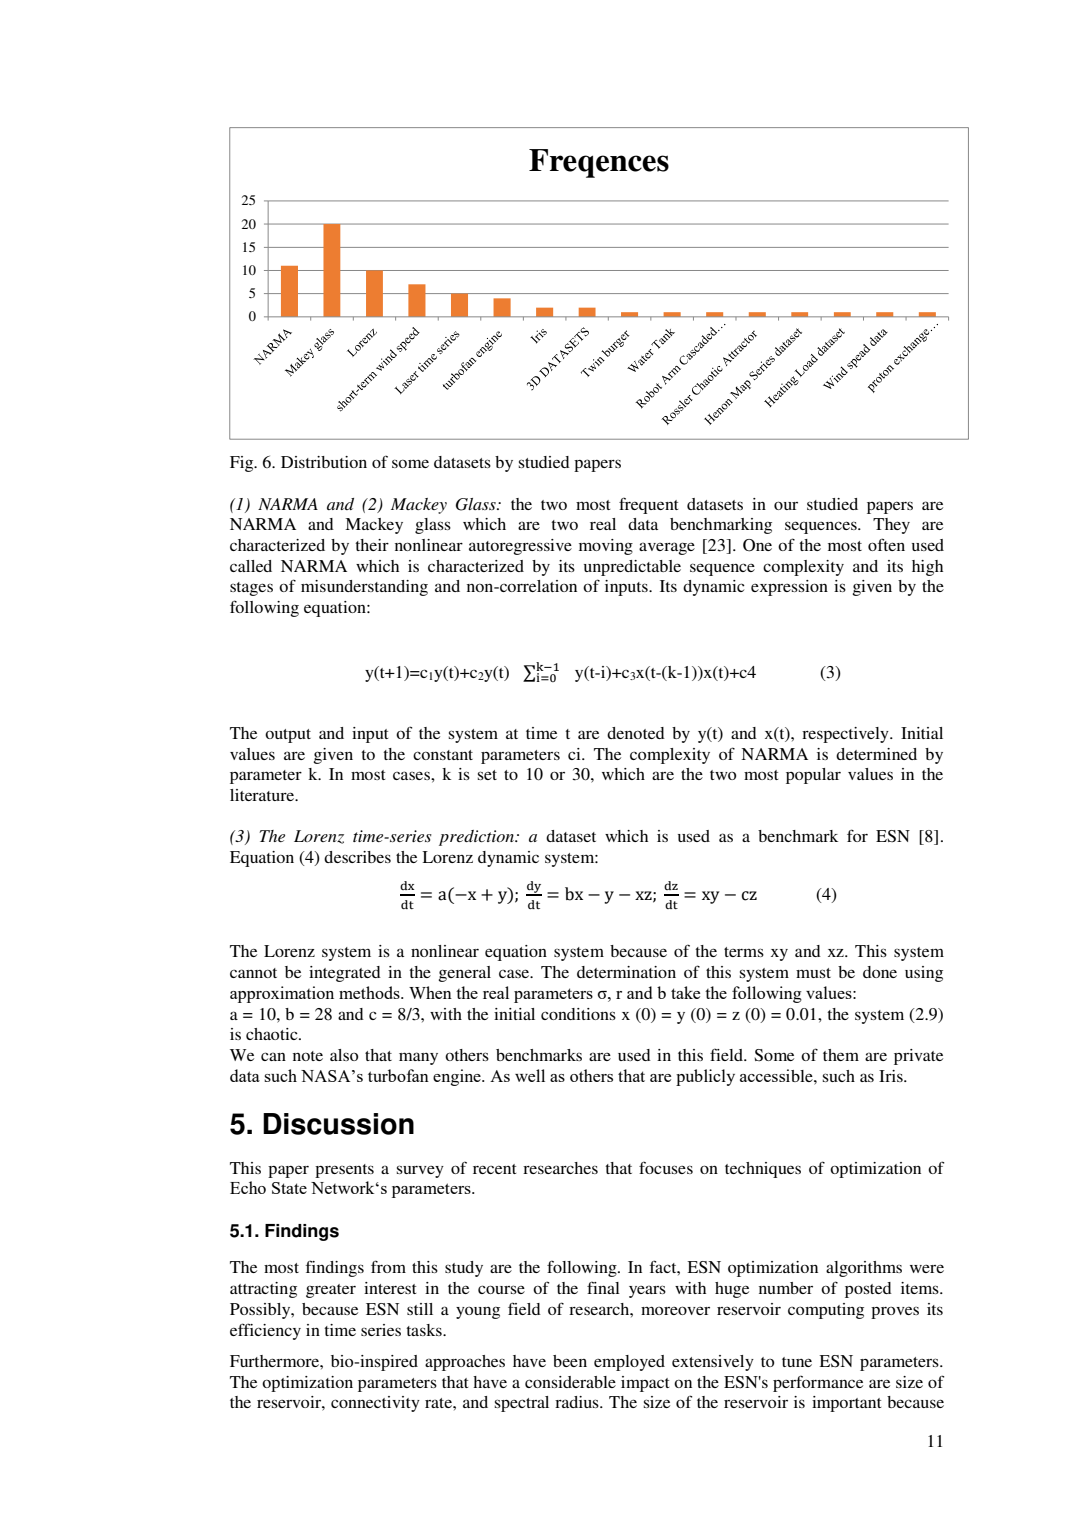 Freqences
25
20
15
10
5
0
NARMA
Makey glass
Lorenz
short-term wind speed
Laser time series
turbofan engine
Iris
3D DATASETS
Twin burger
Water Tank
Robot Arm Cascaded…
Rossler Chaotic Attractor
Henon Map Series dataset
Heating Load dataset
Wind spead data
proton exchange…
Fig. 6. Distribution of some datasets by studied papers
(1) NARMA and (2) Mackey Glass: the two most frequent datasets in our studied papers are
NARMA and Mackey glass which are two real data benchmarking sequences. They are
characterized by their nonlinear autoregressive moving average [23]. One of the most often used
called NARMA which is characterized by its unpredictable sequence complexity and its high
stages of misunderstanding and non-correlation of inputs. Its dynamic expression is given by the
following equation:
y(t+1)=c₁y(t)+c₂y(t) ∑ᵢ₌₀ᵏ⁻¹ y(t-i)+c₃x(t-(k-1))x(t)+c4 (3)
The output and input of the system at time t are denoted by y(t) and x(t), respectively. Initial
values are given to the constant parameters ci. The complexity of NARMA is determined by
parameter k. In most cases, k is set to 10 or 30, which are the two most popular values in the
literature.
(3) The Lorenz time-series prediction: a dataset which is used as a benchmark for ESN [8].
Equation (4) describes the Lorenz dynamic system:
dx/dt = a(−x + y); dy/dt = bx − y − xz; dz/dt = xy − cz (4)
The Lorenz system is a nonlinear equation system because of the terms xy and xz. This system
cannot be integrated in the general case. The determination of this system must be done using
approximation methods. When the real parameters σ, r and b take the following values:
a = 10, b = 28 and c = 8/3, with the initial conditions x (0) = y (0) = z (0) = 0.01, the system (2.9)
is chaotic.
We can note also that many others benchmarks are used in this field. Some of them are private
data such NASA’s turbofan engine. As well as others that are publicly accessible, such as Iris.
5. Discussion
This paper presents a survey of recent researches that focuses on techniques of optimization of
Echo State Network‘s parameters.
5.1. Findings
The most findings from this study are the following. In fact, ESN optimization algorithms were
attracting greater interest in the course of the final years with huge number of posted items.
Possibly, because ESN still a young field of research, moreover reservoir computing proves its
efficiency in time series tasks.
Furthermore, bio-inspired approaches have been employed extensively to tune ESN parameters.
The optimization parameters that have a considerable impact on the ESN's performance are size of
the reservoir, connectivity rate, and spectral radius. The size of the reservoir is important because
11